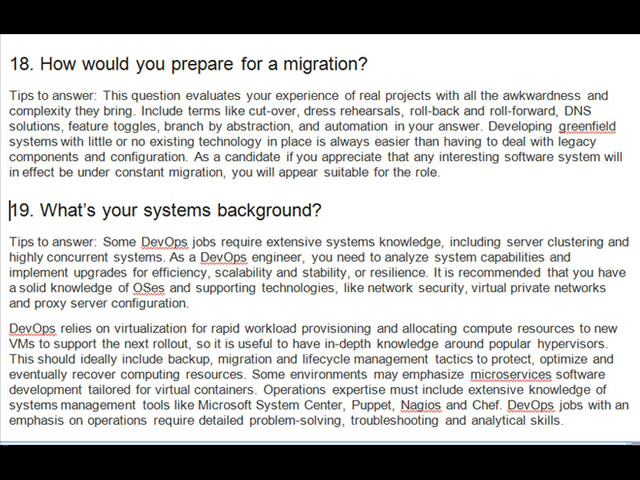 18. How would you prepare for a migration?
Tips to answer: This question evaluates your experience of real projects with all the awkwardness and
complexity they bring. Include terms like cut-over, dress rehearsals, roll-back and roll-forward, DNS
solutions, feature toggles, branch by abstraction, and automation in your answer. Developing greenfield
systems with little or no existing technology in place is always easier than having to deal with legacy
components and configuration. As a candidate if you appreciate that any interesting software system will
in effect be under constant migration, you will appear suitable for the role.
19. What's your systems background?
Tips to answer: Some DevOps jobs require extensive systems knowledge, including server clustering and
highly concurrent systems. As a DevOps engineer, you need to analyze system capabilities and
implement upgrades for efficiency, scalability and stability, or resilience. It is recommended that you have
a solid knowledge of OSes and supporting technologies, like network security, virtual private networks
and proxy server configuration.
DevOps relies on virtualization for rapid workload provisioning and allocating compute resources to new
VMs to support the next rollout, so it is useful to have in-depth knowledge around popular hypervisors.
This should ideally include backup, migration and lifecycle management tactics to protect, optimize and
eventually recover computing resources. Some environments may emphasize microservices software
development tailored for virtual containers. Operations expertise must include extensive knowledge of
systems management tools like Microsoft System Center, Puppet, Nagios and Chef. DevOps jobs with an
emphasis on operations require detailed problem-solving, troubleshooting and analytical skills.